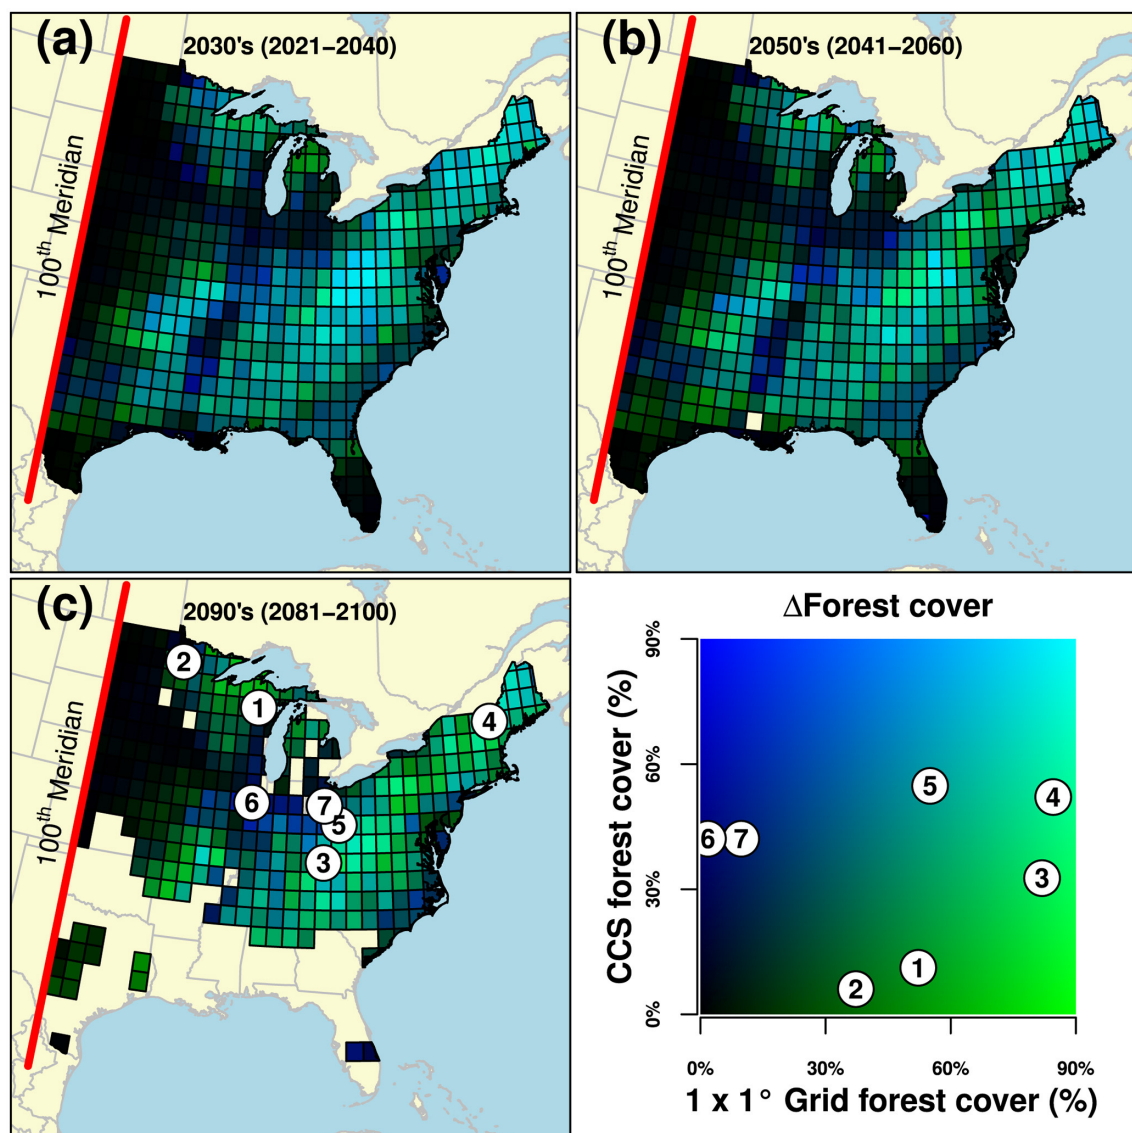 (a)
2030's (2021–2040)
100th Meridian
(b)
2050's (2041–2060)
100th Meridian
(c)
2090's (2081–2100)
100th Meridian
2
1
4
6
7
5
3
ΔForest cover
CCS forest cover (%)
90%
60%
30%
0%
5
4
6
7
3
1
2
0%
30%
60%
90%
1 x 1° Grid forest cover (%)